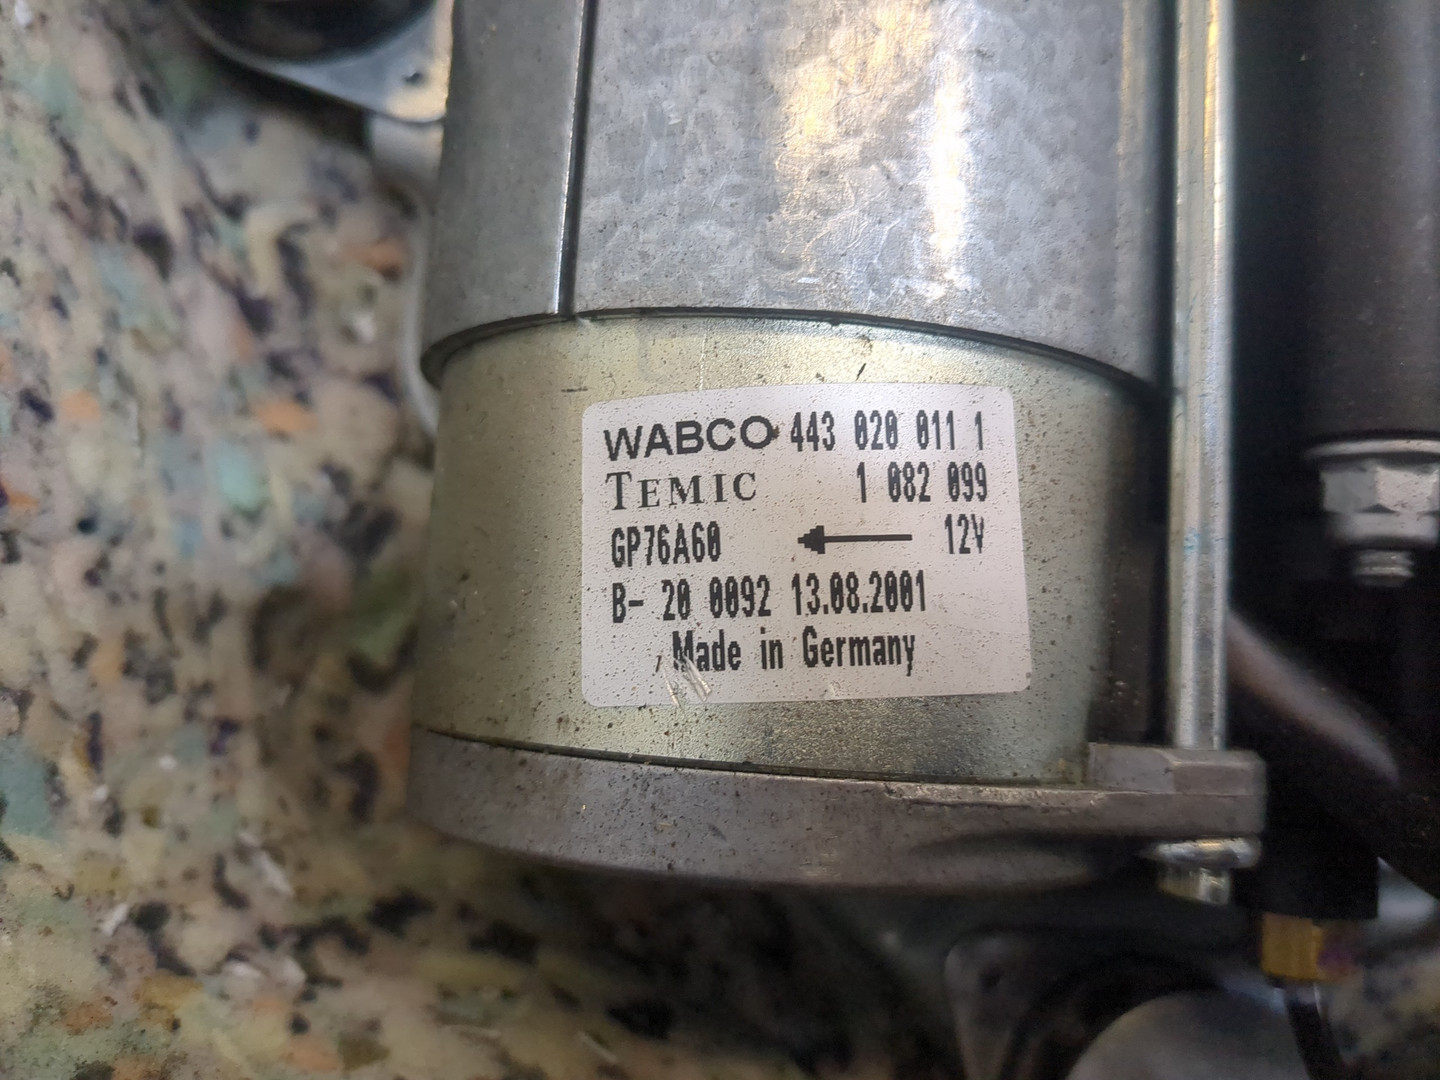 WABCO 443 020 011 1
TEMIC 1 082 099
GP76A60 12V
B- 20 0092 13.08.2001
Made in Germany